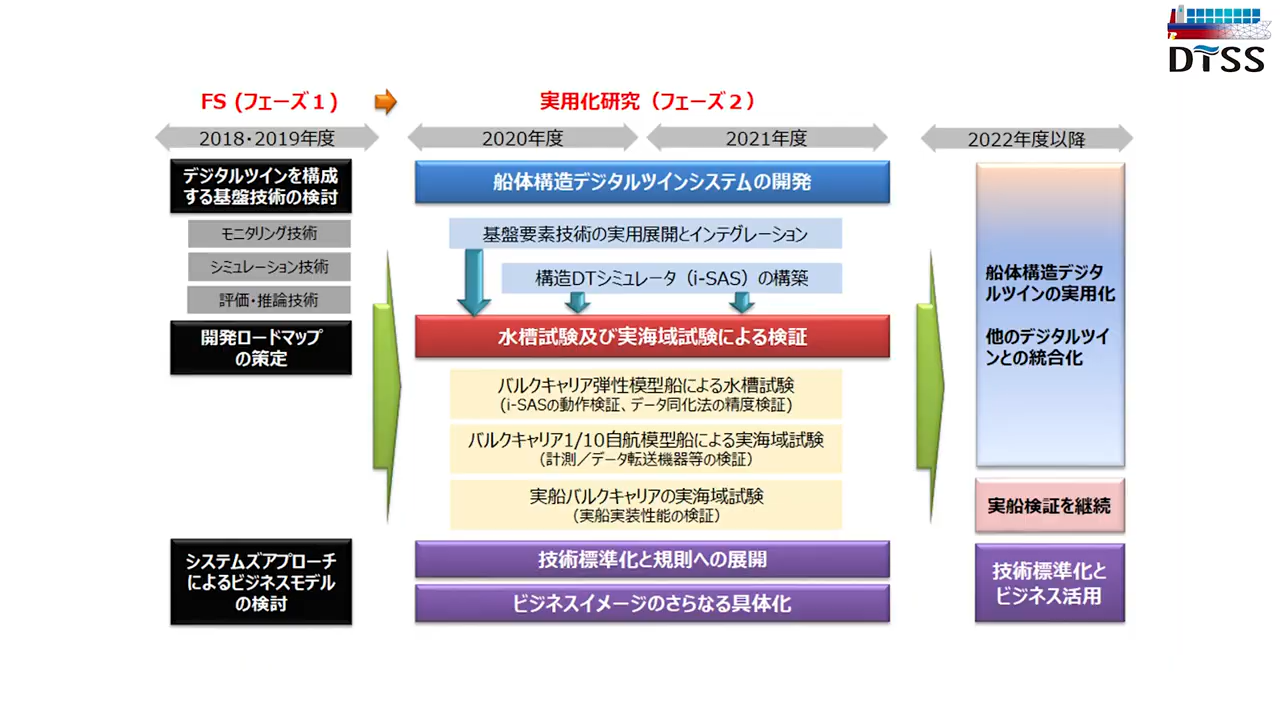 DTSS
FS (フェーズ１)
実用化研究（フェーズ２）
2018・2019年度
2020年度
2021年度
2022年度以降
デジタルツインを構成
する基盤技術の検討
モニタリング技術
シミュレーション技術
評価・推論技術
開発ロードマップ
の策定
システムズアプローチ
によるビジネスモデル
の検討
船体構造デジタルツインシステムの開発
基盤要素技術の実用展開とインテグレーション
構造DTシミュレータ（i-SAS）の構築
水槽試験及び実海域試験による検証
バルクキャリア弾性模型船による水槽試験
(i-SASの動作検証、データ同化法の精度検証)
バルクキャリア1/10自航模型船による実海域試験
(計測／データ転送機器等の検証)
実船バルクキャリアの実海域試験
(実船実装性能の検証)
技術標準化と規則への展開
ビジネスイメージのさらなる具体化
船体構造デジタ
ルツインの実用化
他のデジタルツイ
ンとの統合化
実船検証を継続
技術標準化と
ビジネス活用